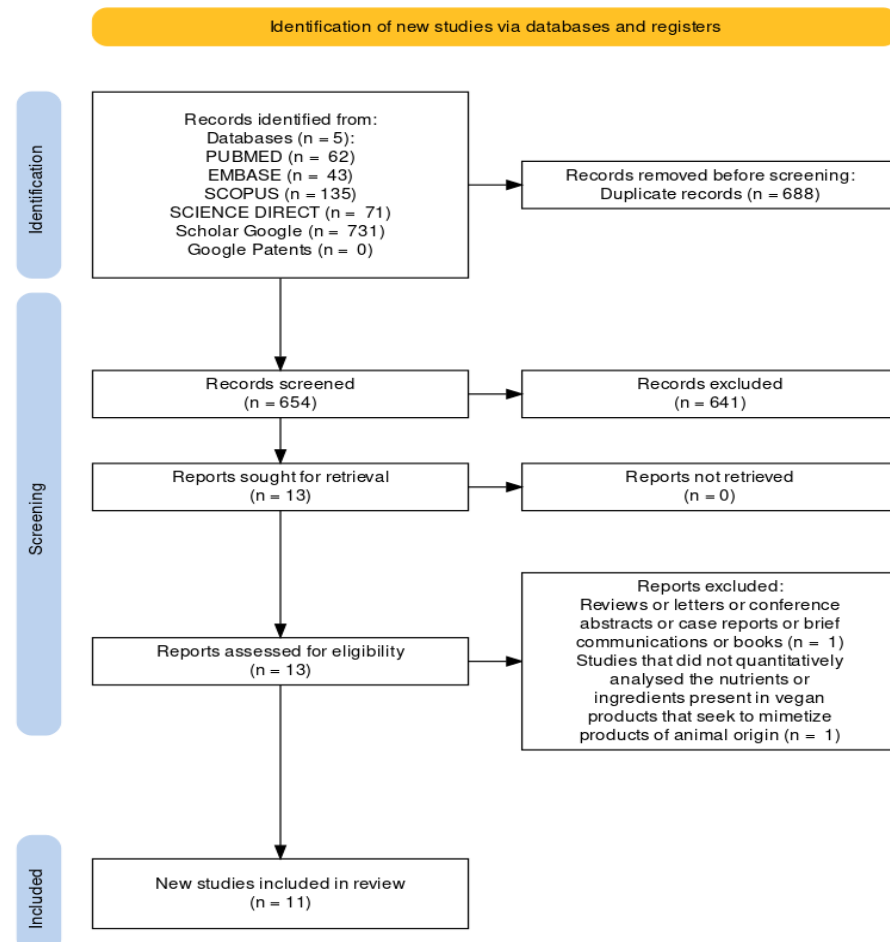 Identification of new studies via databases and registers
Identification
Records identified from:
Databases (n = 5):
PUBMED (n = 62)
EMBASE (n = 43)
SCOPUS (n = 135)
SCIENCE DIRECT (n = 71)
Scholar Google (n = 731)
Google Patents (n = 0)
Records removed before screening:
Duplicate records (n = 688)
Screening
Records screened
(n = 654)
Records excluded
(n = 641)
Reports sought for retrieval
(n = 13)
Reports not retrieved
(n = 0)
Reports assessed for eligibility
(n = 13)
Reports excluded:
Reviews or letters or conference
abstracts or case reports or brief
communications or books (n = 1)
Studies that did not quantitatively
analysed the nutrients or
ingredients present in vegan
products that seek to mimetize
products of animal origin (n = 1)
Included
New studies included in review
(n = 11)